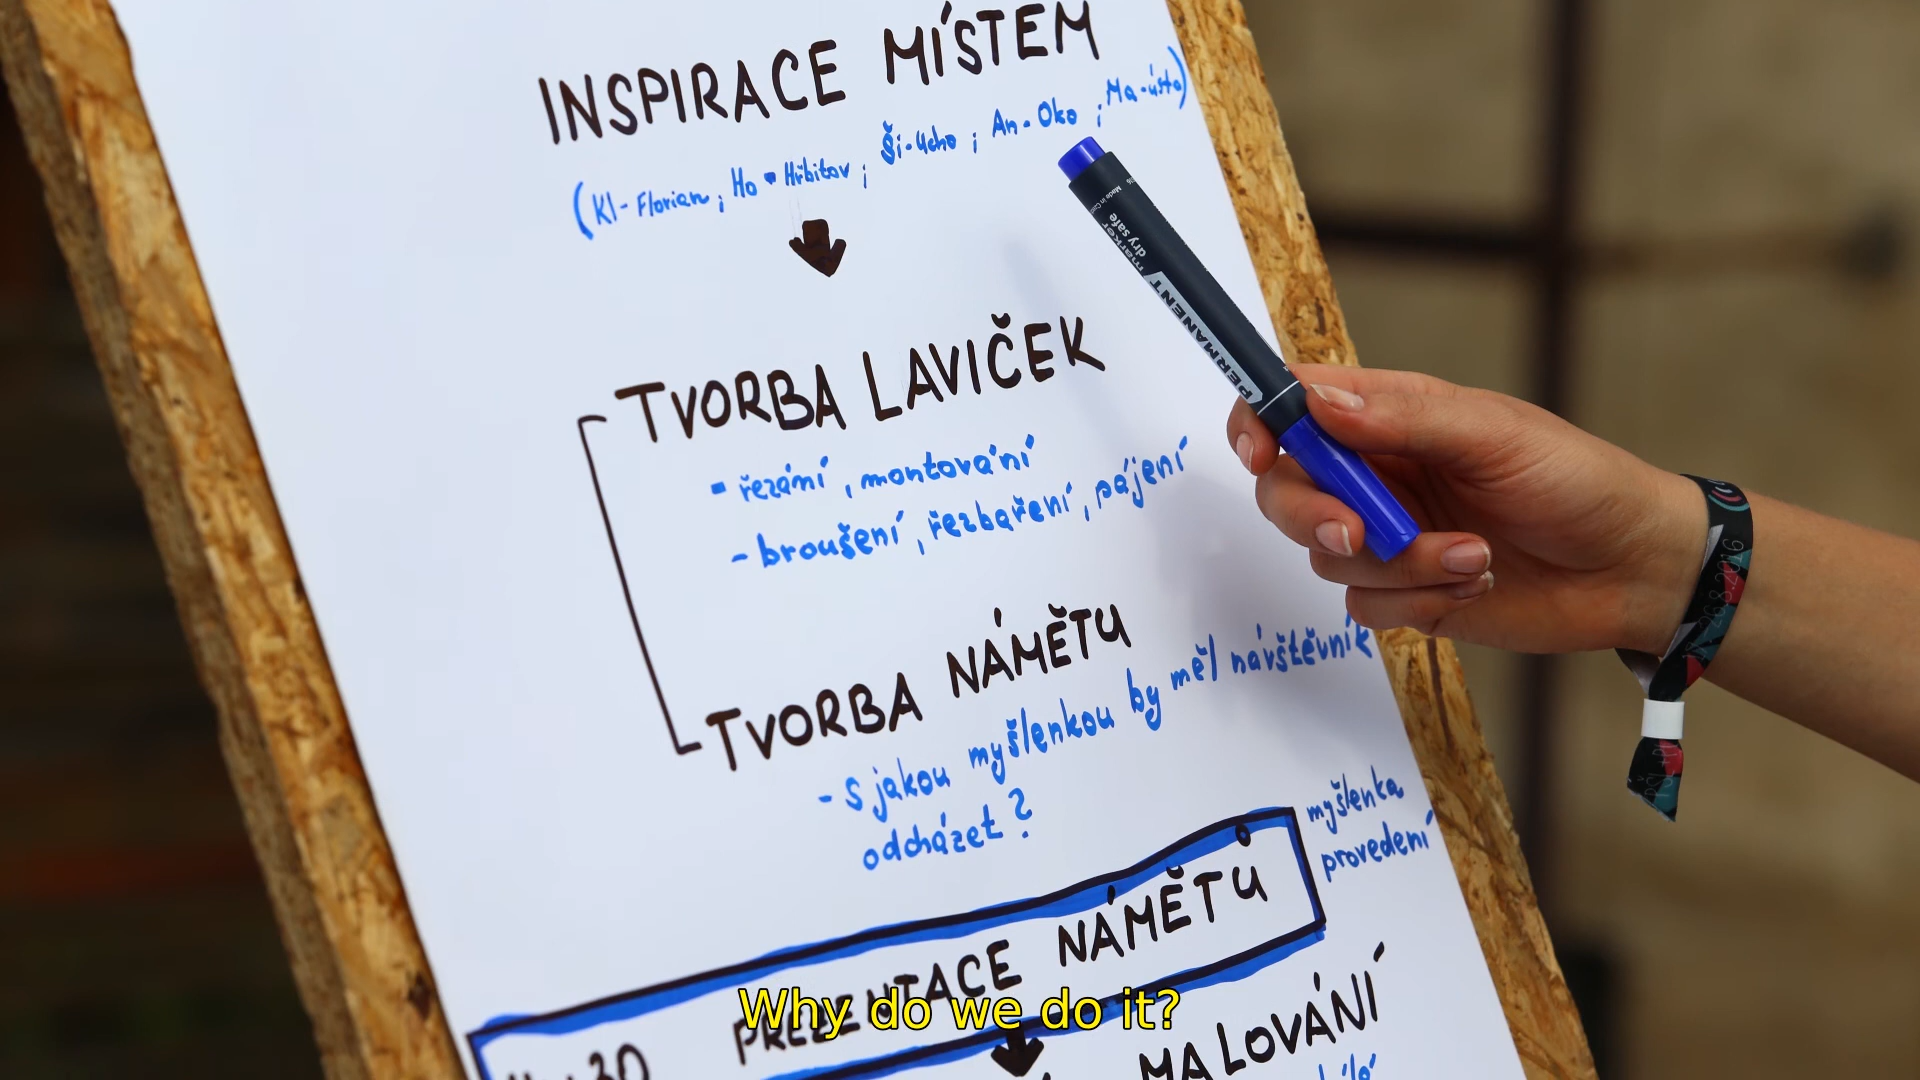 INSPIRACE MÍSTEM
(Kl-Florian; Ho-Hřbitov; Ši-Ucho; An-Oko; Ma-ústa)
TVORBA LAVIČEK
- řezání, montování
- broušení, řezbaření, pájení
TVORBA NÁMĚTU
- s jakou myšlenkou by měl návštěvník
odcházet?
myšlenka
provedení
PREZENTACE NÁMĚTŮ
30
MALOVÁNÍ
PERMANENT
marker
dry safe
Why do we do it?